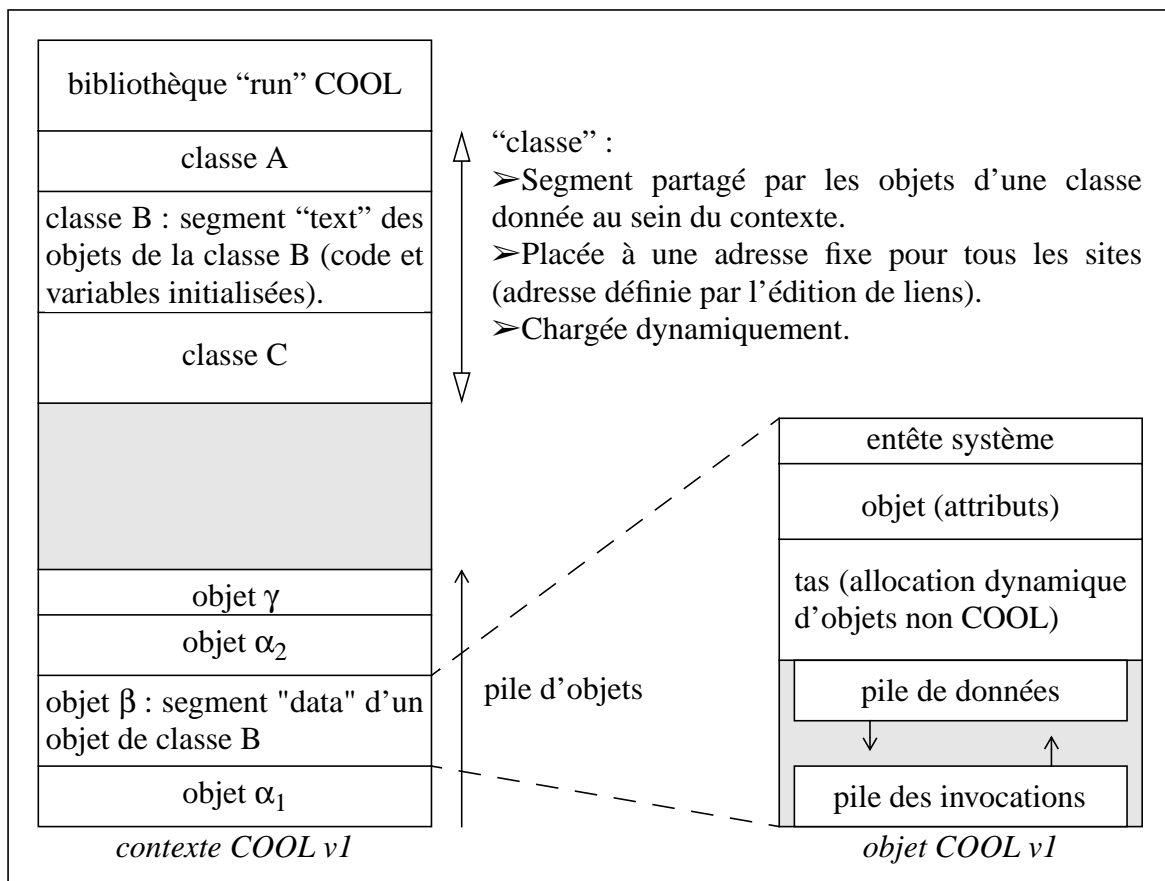 bibliothèque “run” COOL
classe A
classe B : segment “text” des
objets de la classe B (code et
variables initialisées).
classe C
“classe” :
➢Segment partagé par les objets d’une classe
donnée au sein du contexte.
➢Placée à une adresse fixe pour tous les sites
(adresse définie par l’édition de liens).
➢Chargée dynamiquement.
objet γ
objet α2
objet β : segment "data" d’un
objet de classe B
objet α1
contexte COOL v1
pile d’objets
entête système
objet (attributs)
tas (allocation dynamique
d’objets non COOL)
pile de données
pile des invocations
objet COOL v1